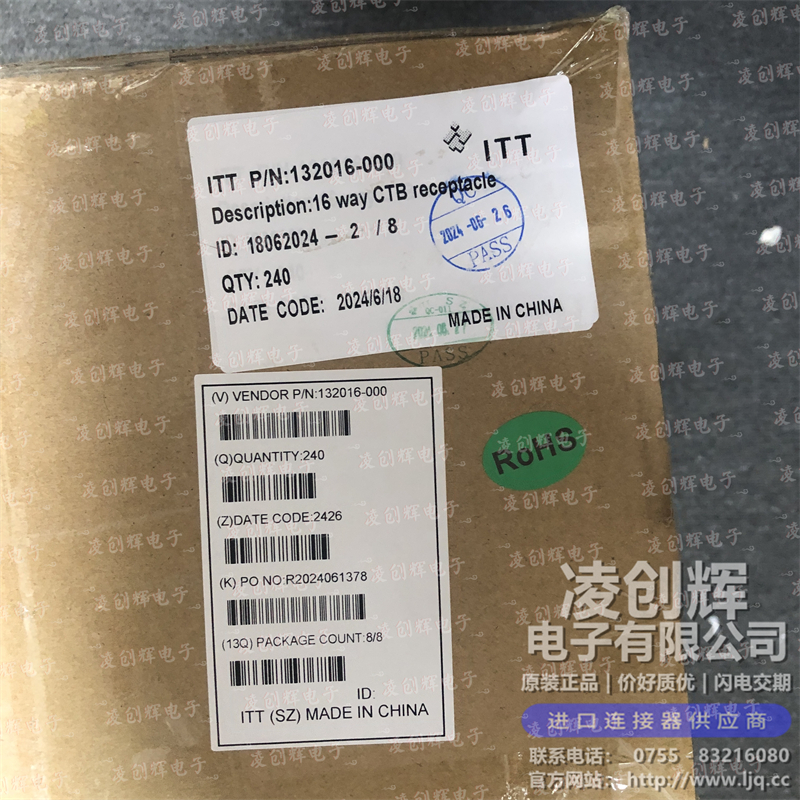 ITT
ITT P/N:132016-000
Description:16 way CTB receptacle
ID: 18062024 - 2 / 8
QTY: 240
DATE CODE: 2024/6/18
MADE IN CHINA
QC
2024-06-26
PASS
PASS
(V) VENDOR P/N:132016-000
(Q)QUANTITY:240
(Z)DATE CODE:2426
(K) PO NO:R2024061378
(13Q) PACKAGE COUNT:8/8
ID:
ITT (SZ) MADE IN CHINA
RoHS
凌创辉电子
凌创辉
电子有限公司
原装正品 | 价好质优 | 闪电交期
进口连接器供应商
联系电话: 0755 - 83216080
官方网站: http://www.ljq.cc